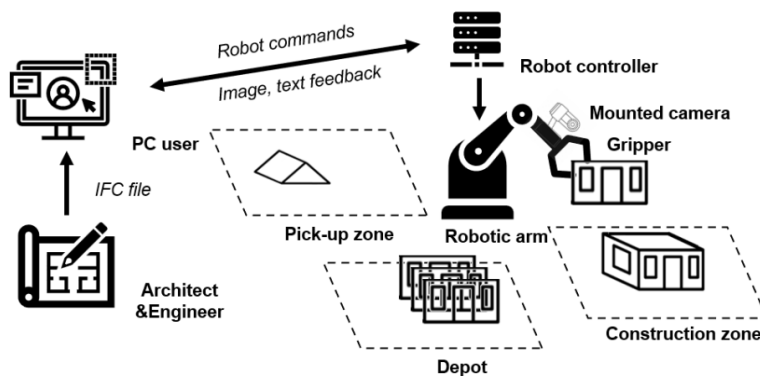 Robot commands
Image, text feedback
Robot controller
Mounted camera
Gripper
PC user
IFC file
Pick-up zone
Robotic arm
Architect
&Engineer
Construction zone
Depot